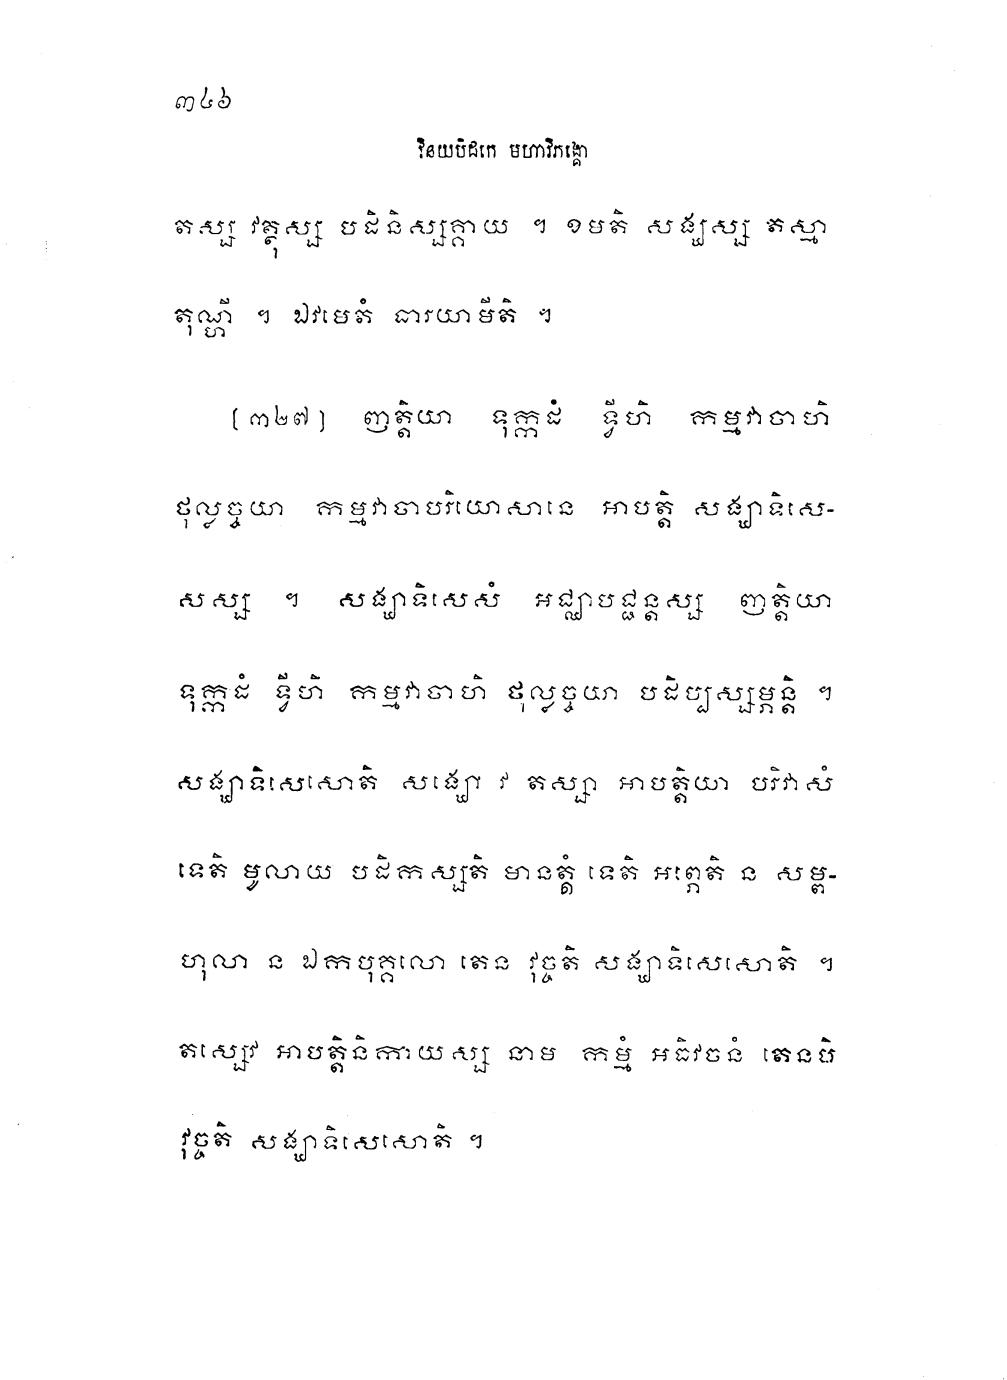 ៣៤៦
វិនយបិដកេ មហាវិភង្គោ
តស្ស វត្ថុស្ស បដិនិស្សគ្គាយ ។ ខមតិ សង្ឃស្ស តស្មា
តុណ្ហី ។ ឯវមេតំ ធារយាមីតិ ។
[៣២៧] ញត្តិយា ទុក្កដំ ទ្វីហិ កម្មវាចាហិ
ថុល្លច្ចយា កម្មវាចាបរិយោសានេ អាបត្តិ សង្ឃាទិសេ-
សស្ស ។ សង្ឃាទិសេសំ អជ្ឈាបជ្ជន្តស្ស ញត្តិយា
ទុក្កដំ ទ្វីហិ កម្មវាចាហិ ថុល្លច្ចយា បដិប្បស្សម្ភន្តិ ។
សង្ឃាទិសេសោតិ សង្ឃោ វ តស្សា អាបត្តិយា បរិវាសំ
ទេតិ មូលាយ បដិកស្សតិ មានត្តំ ទេតិ អព្ភេតិ ន សម្ព-
ហុលា ន ឯកបុគ្គលោ តេន វុច្ចតិ សង្ឃាទិសេសោតិ ។
តស្សេវ អាបត្តិនិកាយស្ស នាម កម្មំ អធិវចនំ តេនបិ
វុច្ចតិ សង្ឃាទិសេសោតិ ។